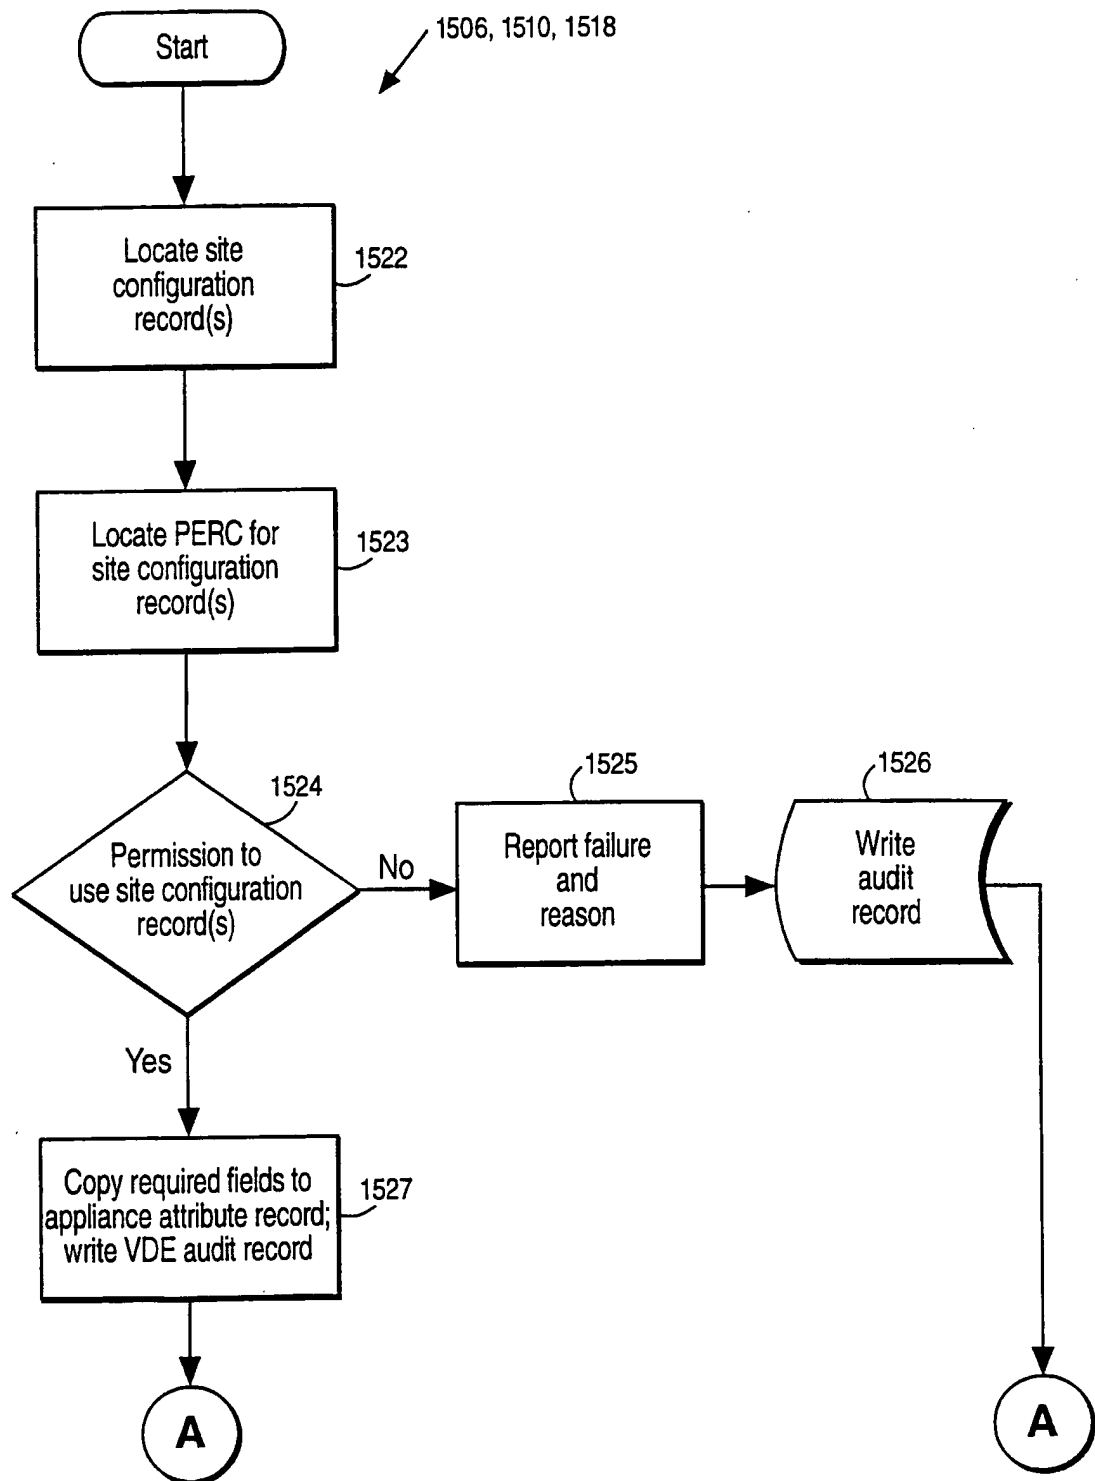 Start
1506, 1510, 1518
Locate site
configuration
record(s)
1522
Locate PERC for
site configuration
record(s)
1523
Permission to
use site configuration
record(s)
1524
No
Report failure
and
reason
1525
Write
audit
record
1526
Yes
Copy required fields to
appliance attribute record;
write VDE audit record
1527
A
A